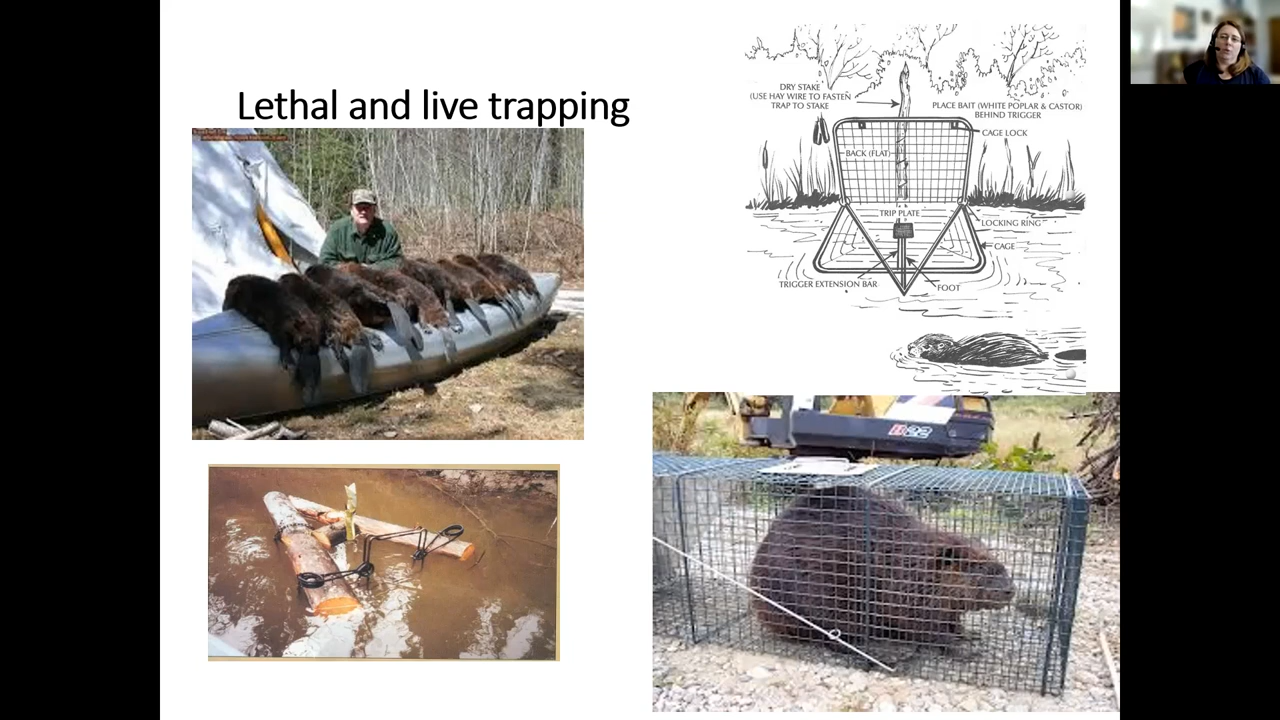 Lethal and live trapping
DRY STAKE
(USE HAY WIRE TO FASTEN
TRAP TO STAKE
PLACE BAIT (WHITE POPLAR & CASTOR)
BEHIND TRIGGER
CAGE LOCK
BACK (FLAT)
TRIP PLATE
LOCKING RING
CAGE
TRIGGER EXTENSION BAR
FOOT
B22